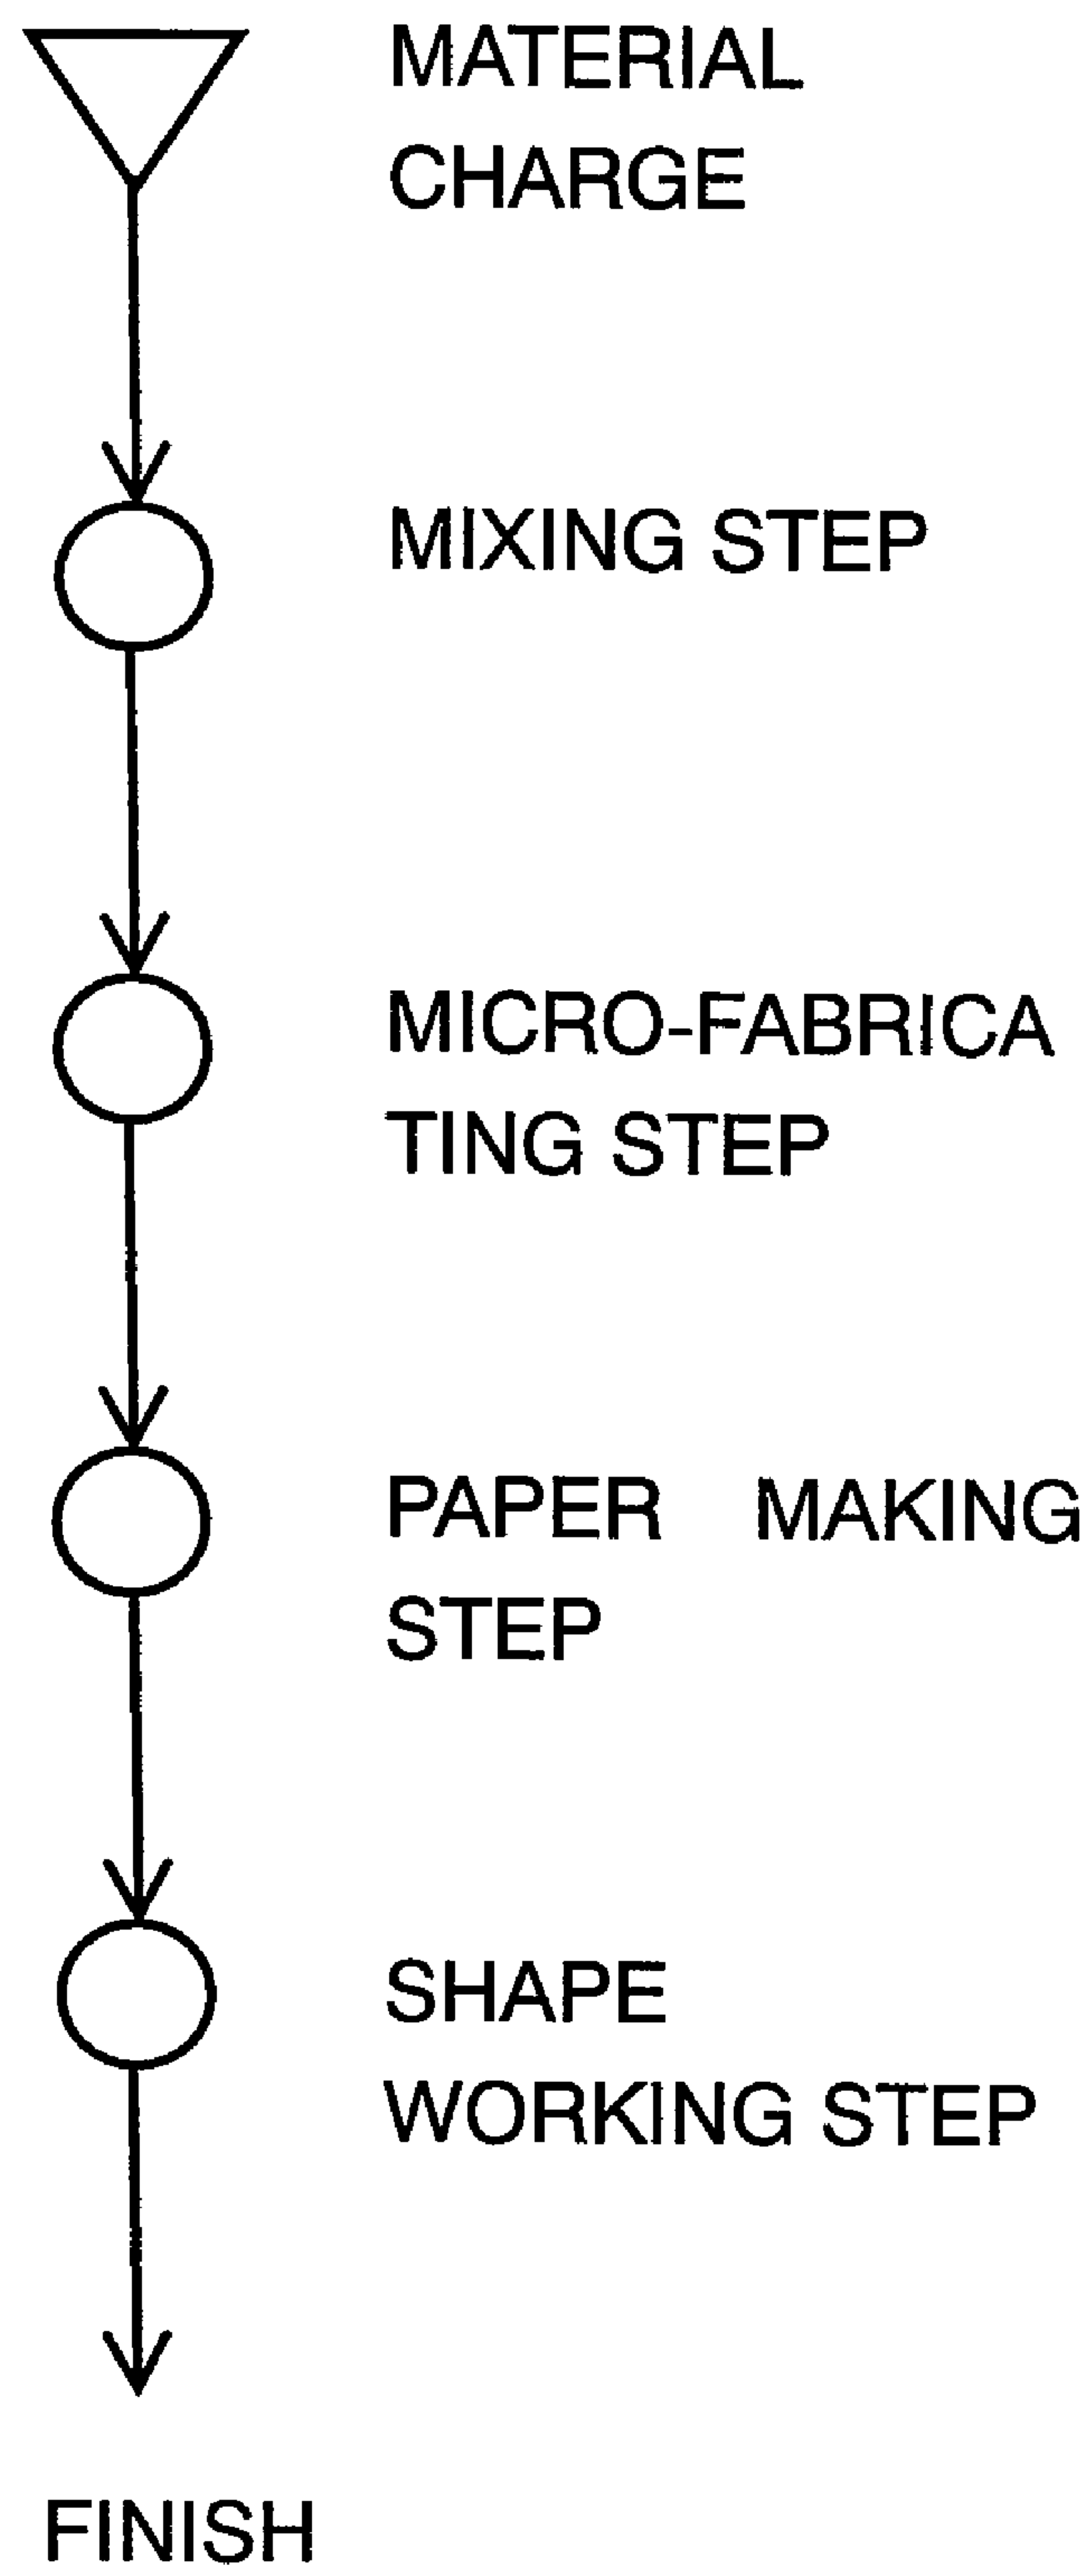 MATERIAL
CHARGE
MIXING STEP
MICRO-FABRICA
TING STEP
PAPER MAKING
STEP
SHAPE
WORKING STEP
FINISH